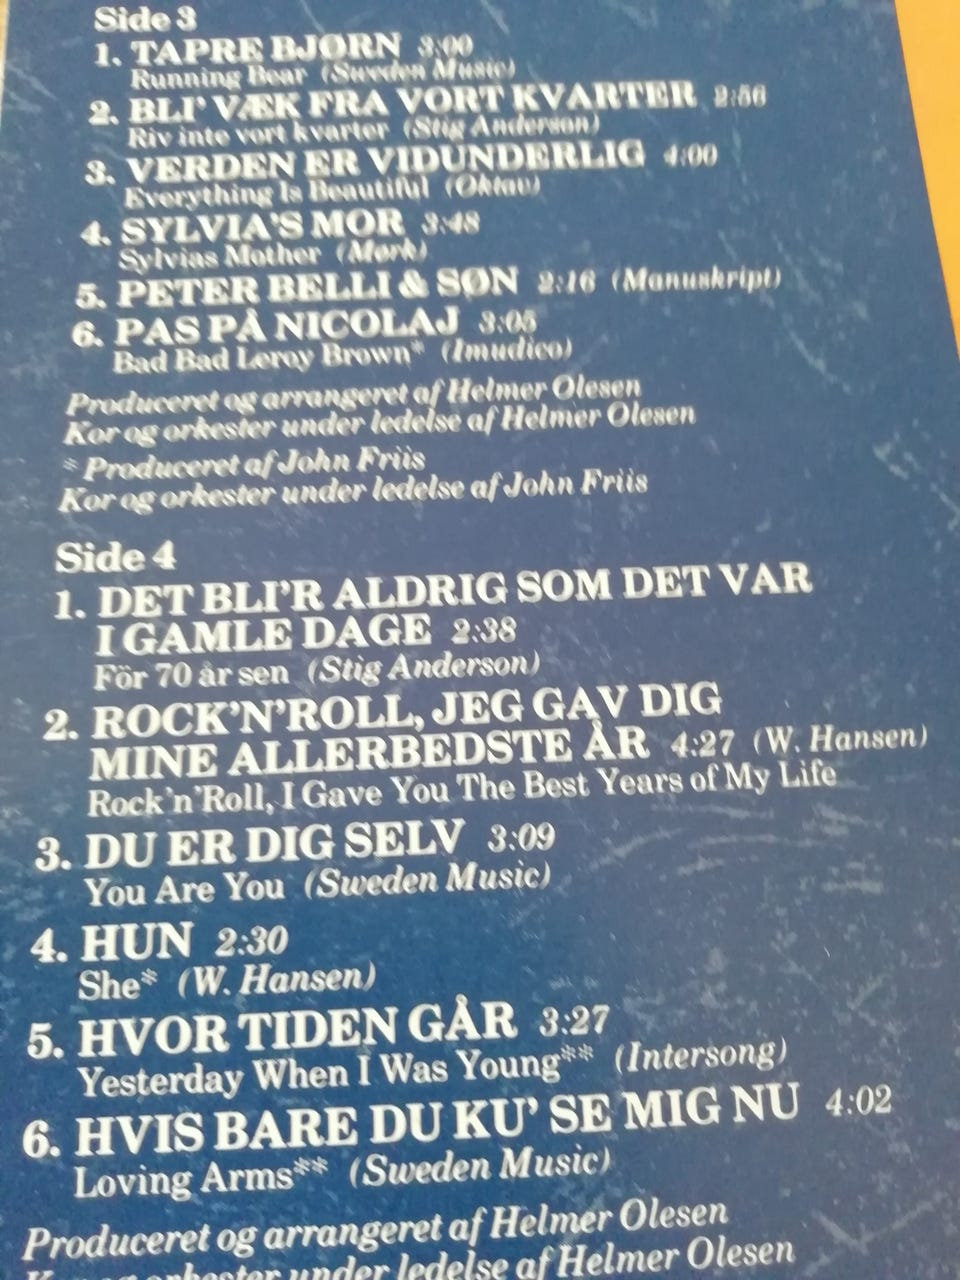 Side 3
1. TAPRE BJØRN 3:00
Running Bear (Sweden Music)
2. BLI' VÆK FRA VORT KVARTER 2:56
Riv inte vort kvarter (Stig Anderson)
3. VERDEN ER VIDUNDERLIG 4:00
Everything Is Beautiful (Oktav)
4. SYLVIA'S MOR 3:48
Sylvias Mother (Mørk)
5. PETER BELLI & SØN 2:16 (Manuskript)
6. PAS PÅ NICOLAJ 3:05
Bad Bad Leroy Brown* (Imudico)
Produceret og arrangeret af Helmer Olesen
Kor og orkester under ledelse af Helmer Olesen
* Produceret af John Friis
Kor og orkester under ledelse af John Friis
Side 4
1. DET BLI'R ALDRIG SOM DET VAR
I GAMLE DAGE 2:38
För 70 år sen (Stig Anderson)
2. ROCK'N'ROLL, JEG GAV DIG
MINE ALLERBEDSTE ÅR 4:27 (W. Hansen)
Rock'n'Roll, I Gave You The Best Years of My Life
3. DU ER DIG SELV 3:09
You Are You (Sweden Music)
4. HUN 2:30
She* (W. Hansen)
5. HVOR TIDEN GÅR 3:27
Yesterday When I Was Young** (Intersong)
6. HVIS BARE DU KU' SE MIG NU 4:02
Loving Arms** (Sweden Music)
Produceret og arrangeret af Helmer Olesen
Kor og orkester under ledelse af Helmer Olesen